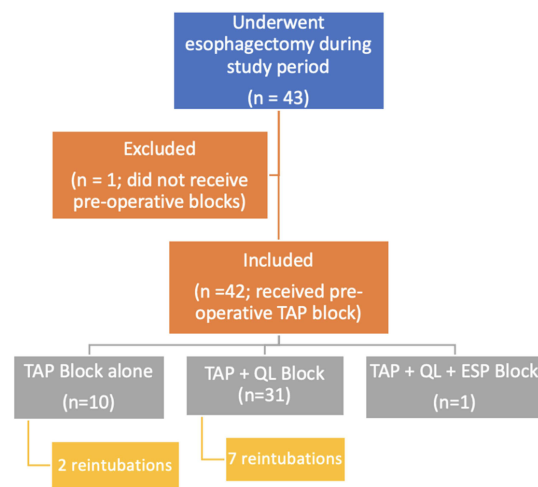 Underwent
esophagectomy during
study period
(n = 43)
Excluded
(n = 1; did not receive
pre-operative blocks)
Included
(n =42; received pre-
operative TAP block)
TAP Block alone
(n=10)
TAP + QL Block
(n=31)
TAP + QL + ESP Block
(n=1)
2 reintubations
7 reintubations